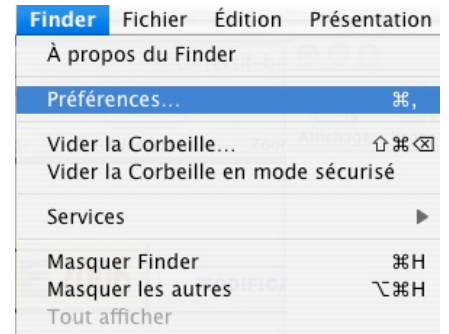 Finder Fichier Édition Présentation
À propos du Finder
Préférences... ⌘,
Vider la Corbeille... ⇧⌘⌫
Vider la Corbeille en mode sécurisé
Services ▶
Masquer Finder ⌘H
Masquer les autres ⌥⌘H
Tout afficher